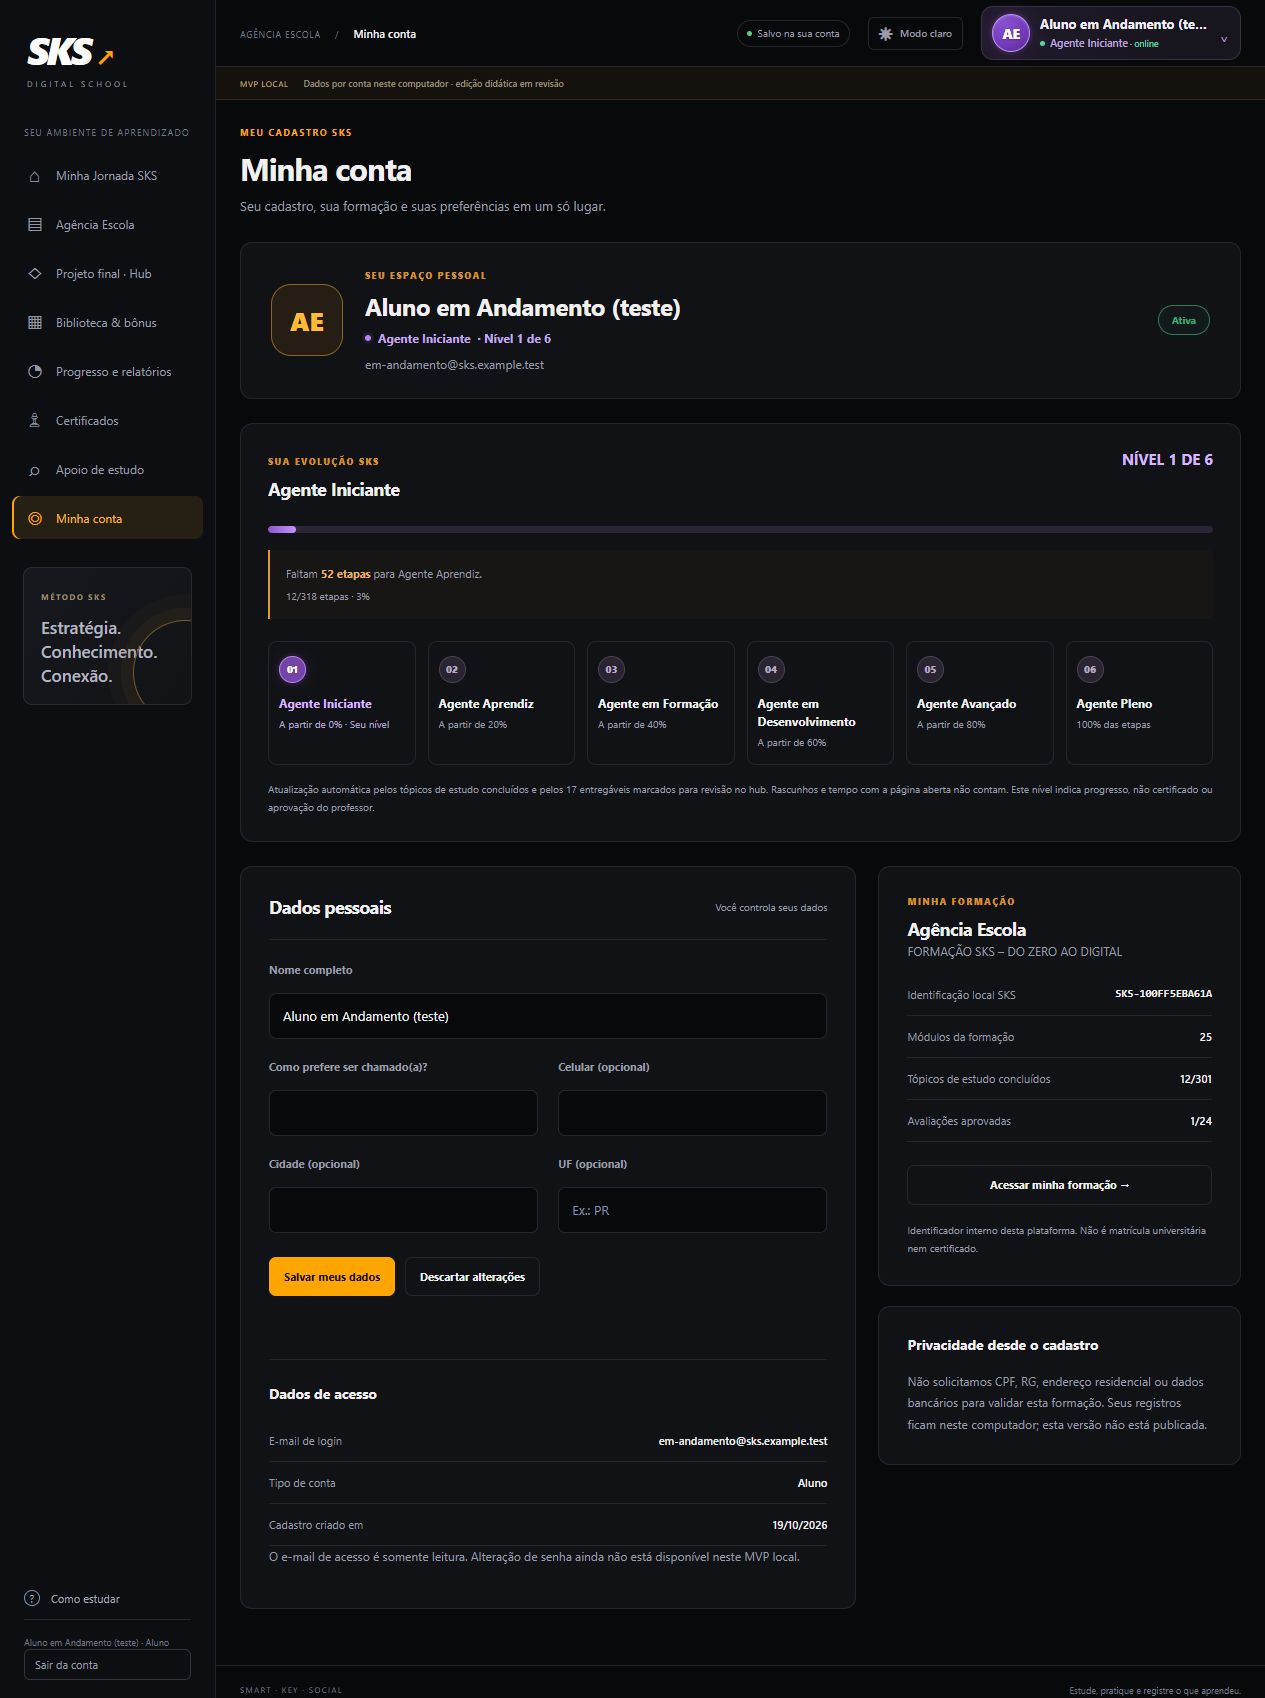 SKS
DIGITAL SCHOOL
SEU AMBIENTE DE APRENDIZADO
Minha Jornada SKS
Agência Escola
Projeto final · Hub
Biblioteca & bônus
Progresso e relatórios
Certificados
Apoio de estudo
Minha conta
MÉTODO SKS
Estratégia.
Conhecimento.
Conexão.
? Como estudar
Aluno em Andamento (teste) · Aluno
Sair da conta
AGÊNCIA ESCOLA / Minha conta
Salvo na sua conta
Modo claro
AE
Aluno em Andamento (te...
Agente Iniciante · online
MVP LOCAL Dados por conta neste computador · edição didática em revisão
MEU CADASTRO SKS
Minha conta
Seu cadastro, sua formação e suas preferências em um só lugar.
AE
SEU ESPAÇO PESSOAL
Aluno em Andamento (teste)
Agente Iniciante · Nível 1 de 6
em-andamento@sks.example.test
Ativa
SUA EVOLUÇÃO SKS
NÍVEL 1 DE 6
Agente Iniciante
Faltam 52 etapas para Agente Aprendiz.
12/318 etapas · 3%
01
Agente Iniciante
A partir de 0% · Seu nível
02
Agente Aprendiz
A partir de 20%
03
Agente em Formação
A partir de 40%
04
Agente em
Desenvolvimento
A partir de 60%
05
Agente Avançado
A partir de 80%
06
Agente Pleno
100% das etapas
Atualização automática pelos tópicos de estudo concluídos e pelos 17 entregáveis marcados para revisão no hub. Rascunhos e tempo com a página aberta não contam. Este nível indica progresso, não certificado ou
aprovação do professor.
Dados pessoais
Você controla seus dados
Nome completo
Aluno em Andamento (teste)
Como prefere ser chamado(a)?
Celular (opcional)
Cidade (opcional)
UF (opcional)
Ex.: PR
Salvar meus dados
Descartar alterações
Dados de acesso
E-mail de login em-andamento@sks.example.test
Tipo de conta Aluno
Cadastro criado em 19/10/2026
O e-mail de acesso é somente leitura. Alteração de senha ainda não está disponível neste MVP local.
MINHA FORMAÇÃO
Agência Escola
FORMAÇÃO SKS – DO ZERO AO DIGITAL
Identificação local SKS SKS-100FF5EBA61A
Módulos da formação 25
Tópicos de estudo concluídos 12/301
Avaliações aprovadas 1/24
Acessar minha formação →
Identificador interno desta plataforma. Não é matrícula universitária
nem certificado.
Privacidade desde o cadastro
Não solicitamos CPF, RG, endereço residencial ou dados
bancários para validar esta formação. Seus registros
ficam neste computador; esta versão não está publicada.
SMART · KEY · SOCIAL
Estude, pratique e registre o que aprendeu.